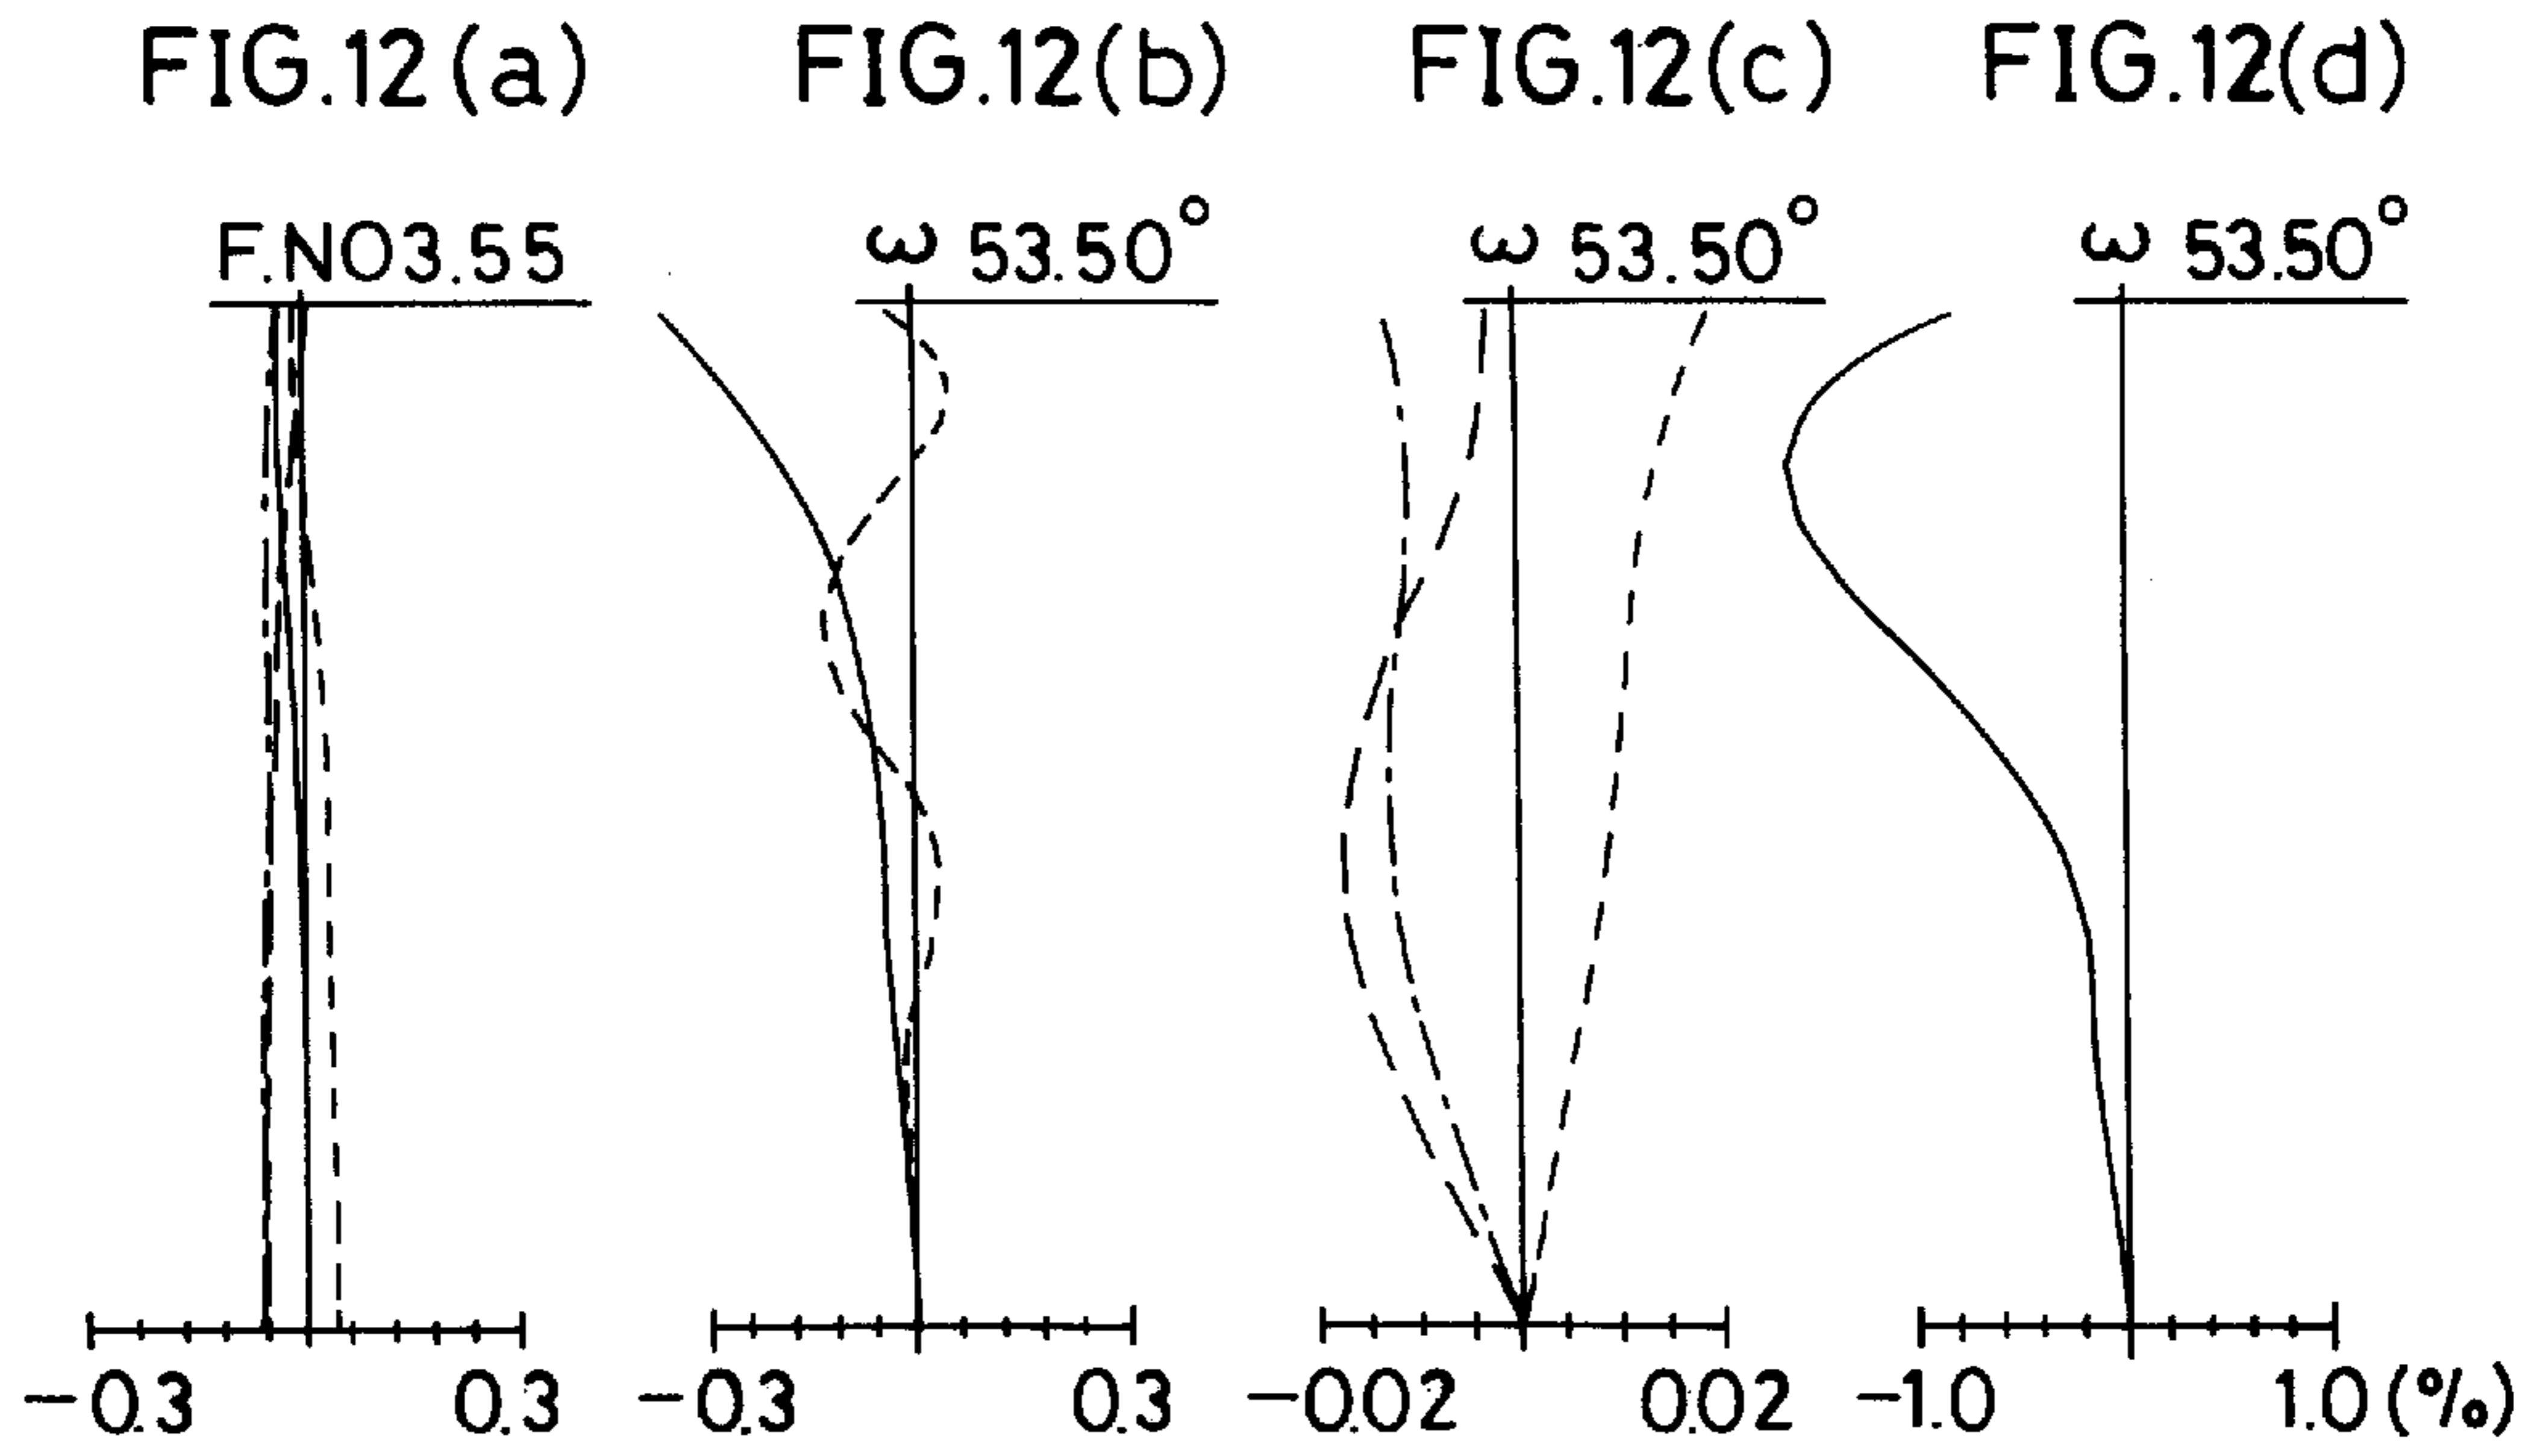 FIG.12(a) FIG.12(b) FIG.12(c) FIG.12(d)
F.NO3.55 ω 53.50° ω 53.50° ω 53.50°
-0.3 0.3 -0.3 0.3 -0.02 0.02 -1.0 1.0 (%)